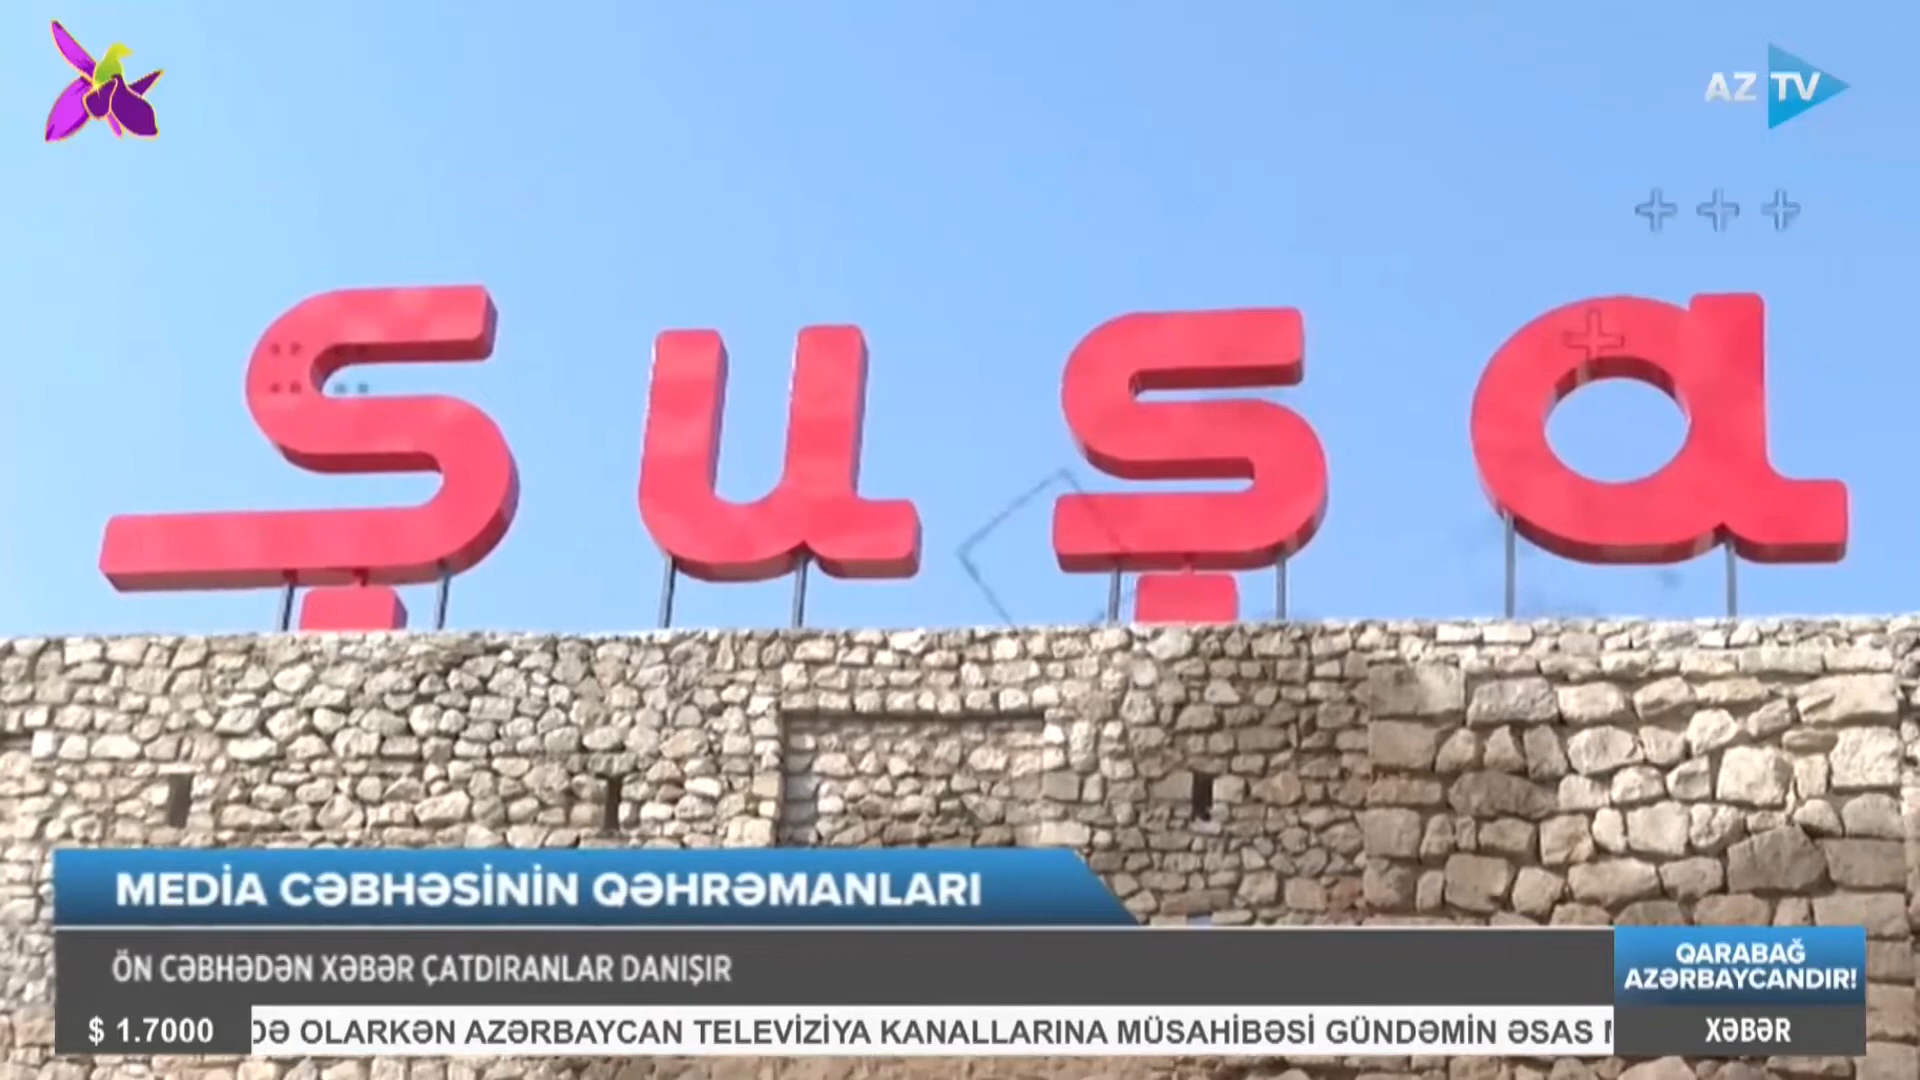 AZ TV
Şuşa
MEDİA CƏBHƏSİNİN QƏHRƏMANLARI
ÖN CƏBHƏDƏN XƏBƏR ÇATDIRANLAR DANIŞIR
QARABAĞ
AZƏRBAYCANDIR!
$ 1.7000
DƏ OLARKƏN AZƏRBAYCAN TELEVİZİYA KANALLARINA MÜSAHİBƏSİ GÜNDƏMİN ƏSAS
XƏBƏR